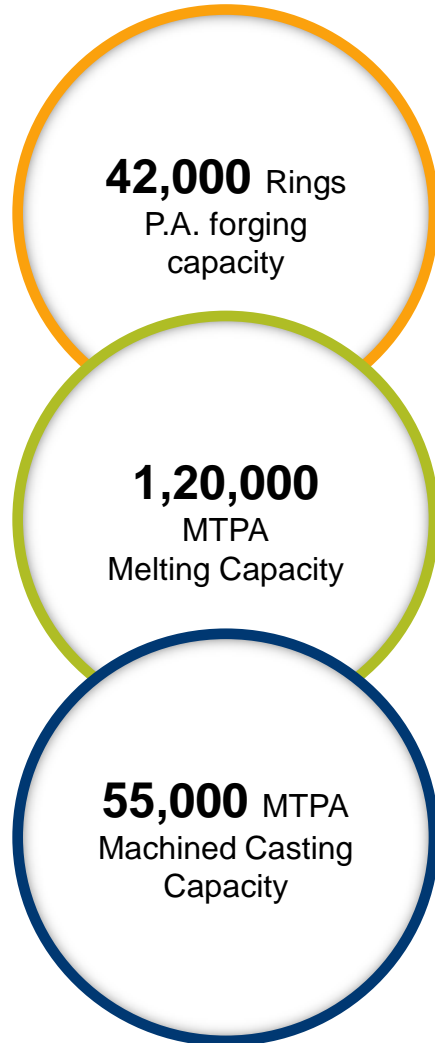 42,000 Rings
P.A. forging
capacity
1,20,000
MTPA
Melting Capacity
55,000 MTPA
Machined Casting
Capacity